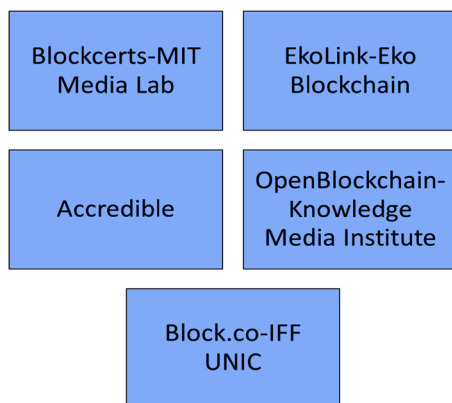 Blockcerts-MIT
Media Lab
EkoLink-Eko
Blockchain
Accredible
OpenBlockchain-
Knowledge
Media Institute
Block.co-IFF
UNIC